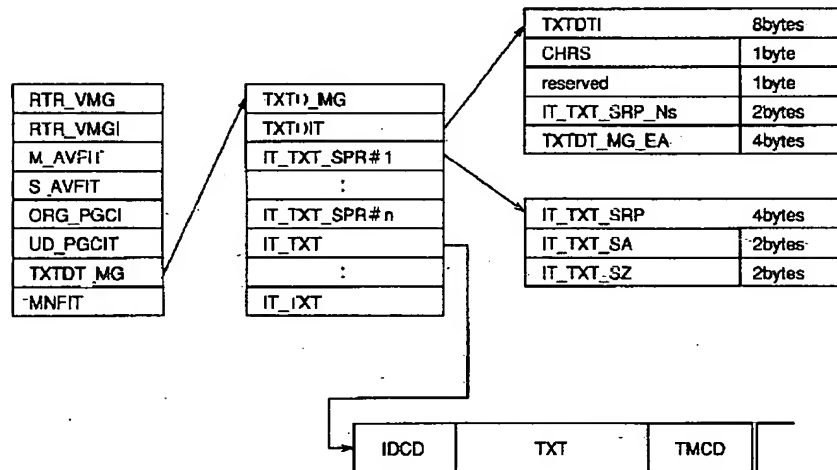 RTR_VMG
RTR_VMGI
M_AVFIT
S_AVFIT
ORG_PGCI
UD_PGCIT
TXTDT_MG
MNFIT
TXTD_MG
TXTDIT
IT_TXT_SPR#1
:
IT_TXT_SPR#n
IT_TXT
:
IT_TXT
TXTDTI 8bytes
CHRS 1byte
reserved 1byte
IT_TXT_SRP_Ns 2bytes
TXTDT_MG_EA 4bytes
IT_TXT_SRP 4bytes
IT_TXT_SA 2bytes
IT_TXT_SZ 2bytes
IDCD TXT TMCD